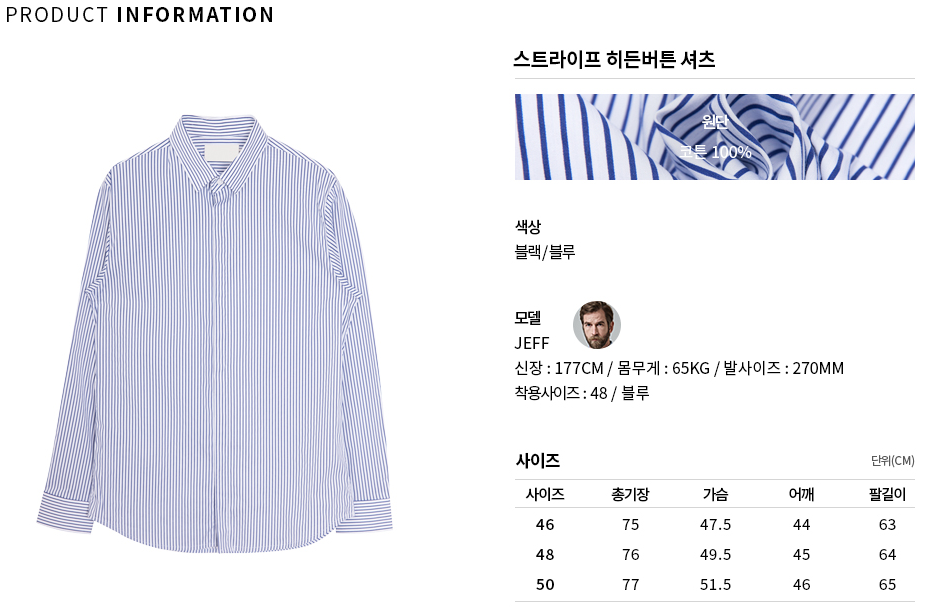 PRODUCT INFORMATION
스트라이프 히든버튼 셔츠
원단
코튼 100%
색상
블랙/블루
모델
JEFF
신장 : 177CM / 몸무게 : 65KG / 발사이즈 : 270MM
착용사이즈 : 48 / 블루
사이즈 단위(CM)
사이즈 총기장 가슴 어깨 팔길이
46 75 47.5 44 63
48 76 49.5 45 64
50 77 51.5 46 65